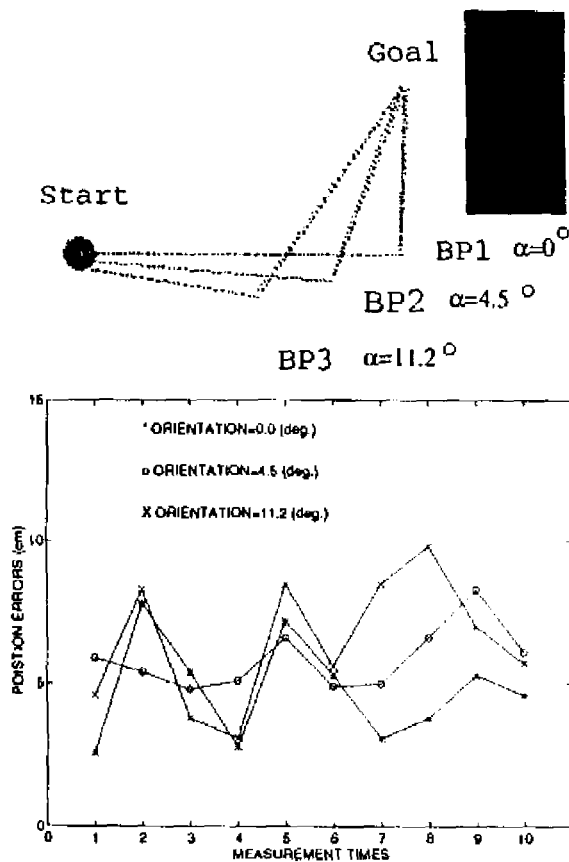 Goal
Start
BP1 α=0°
BP2 α=4.5°
BP3 α=11.2°
15
* ORIENTATION=0.0 (deg.)
o ORIENTATION=4.5 (deg.)
X ORIENTATION=11.2 (deg.)
10
5
0
POISTION ERRORS (cm)
0 1 2 3 4 5 6 7 8 9 10
MEASUREMENT TIMES